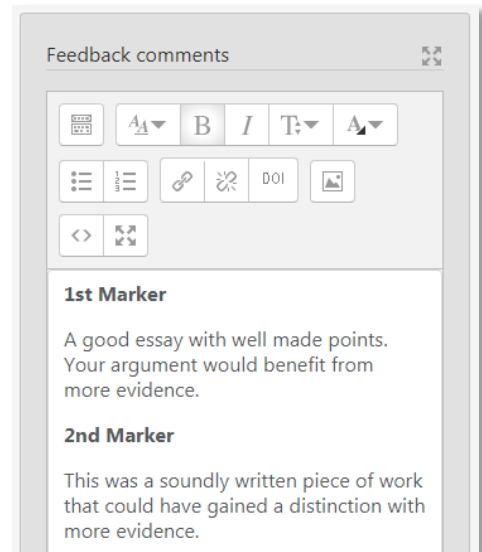 Feedback comments
AA B I T A
DOI
1st Marker
A good essay with well made points.
Your argument would benefit from
more evidence.
2nd Marker
This was a soundly written piece of work
that could have gained a distinction with
more evidence.